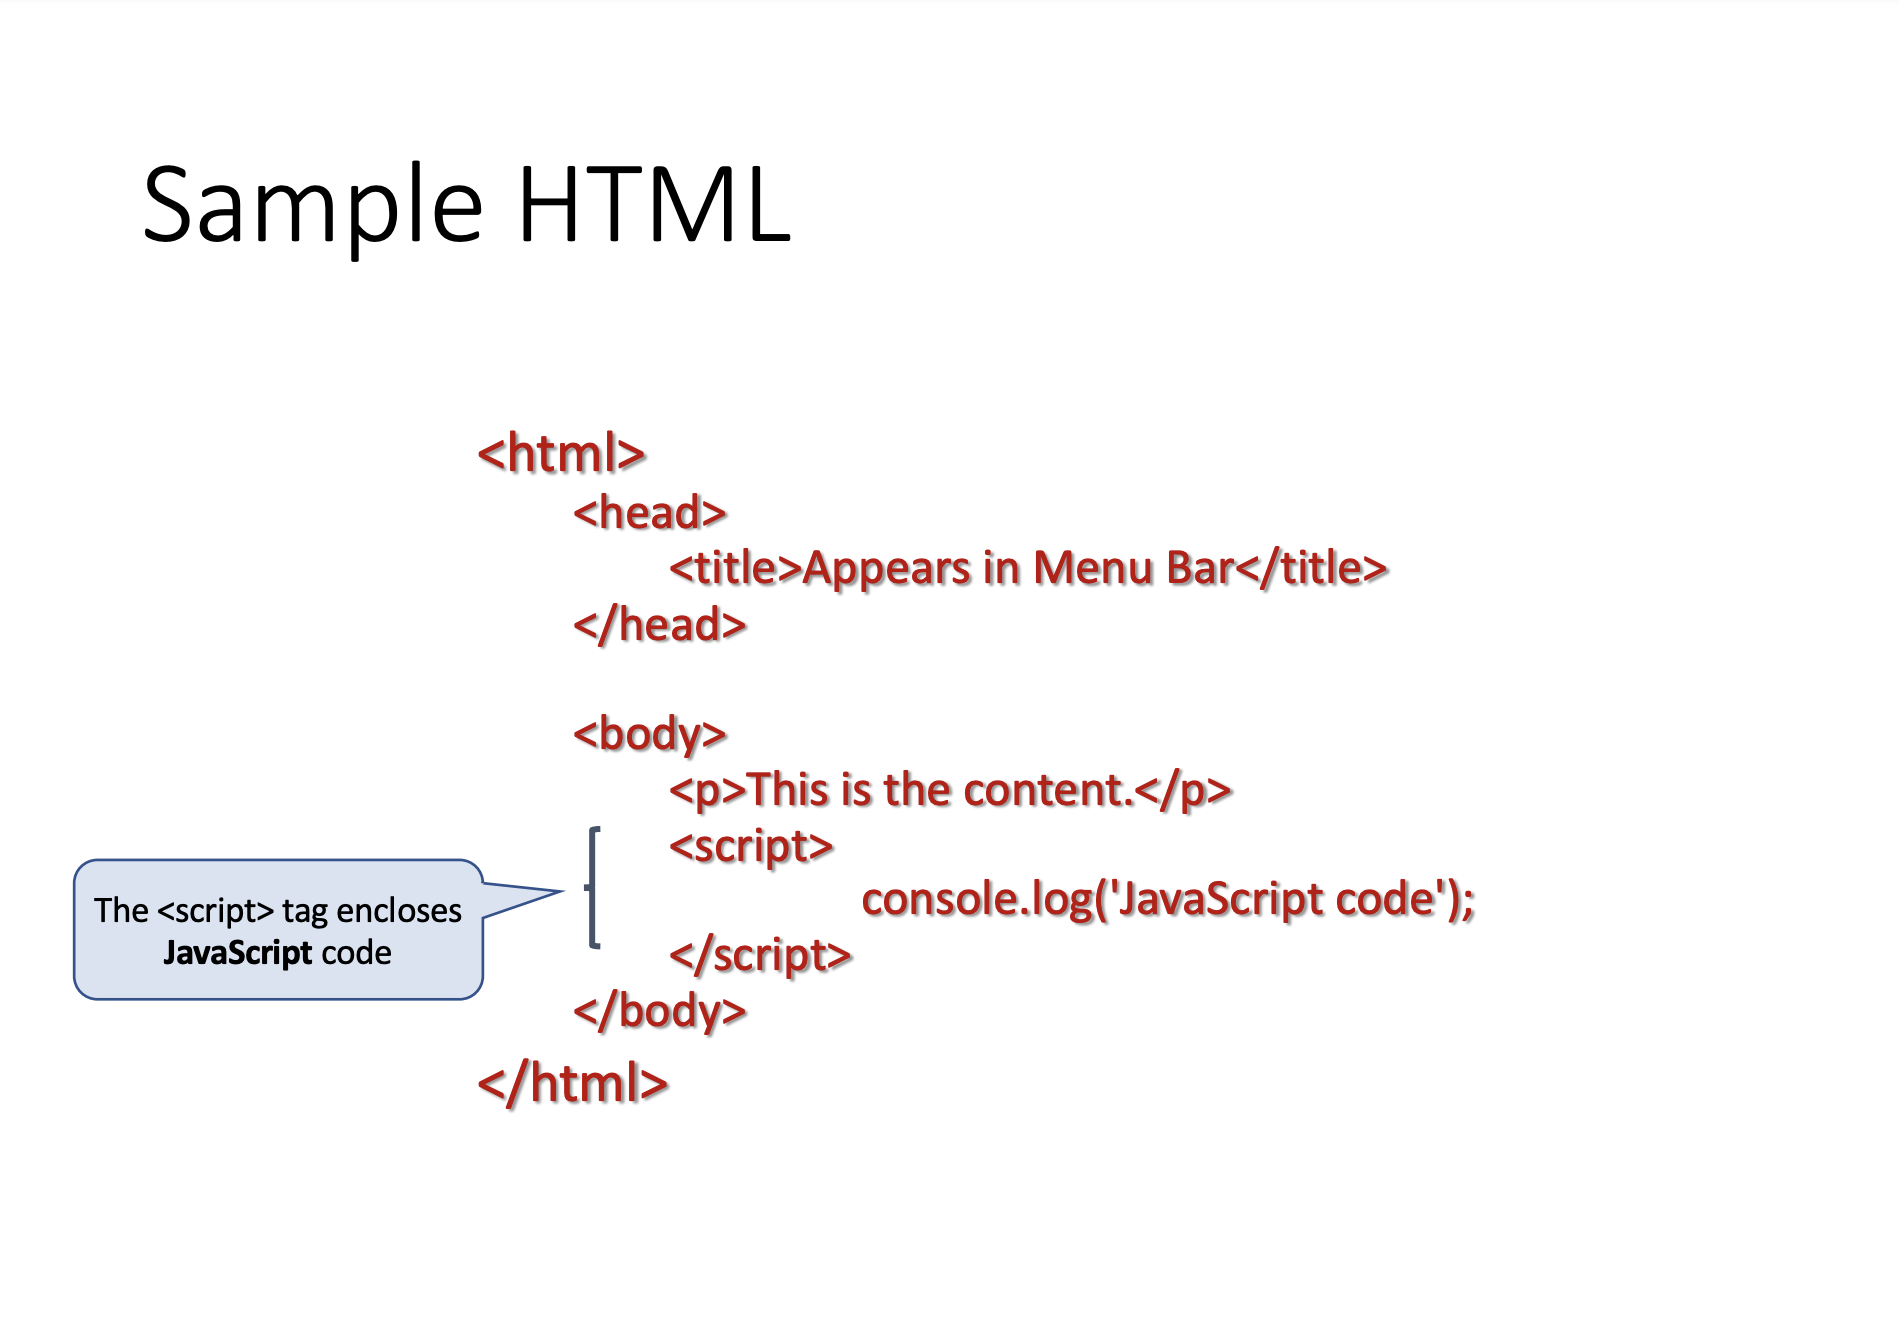 Sample HTML
<html>
<head>
<title>Appears in Menu Bar</title>
</head>
<body>
<p>This is the content.</p>
<script>
console.log('JavaScript code');
</script>
</body>
</html>
The <script> tag encloses
JavaScript code